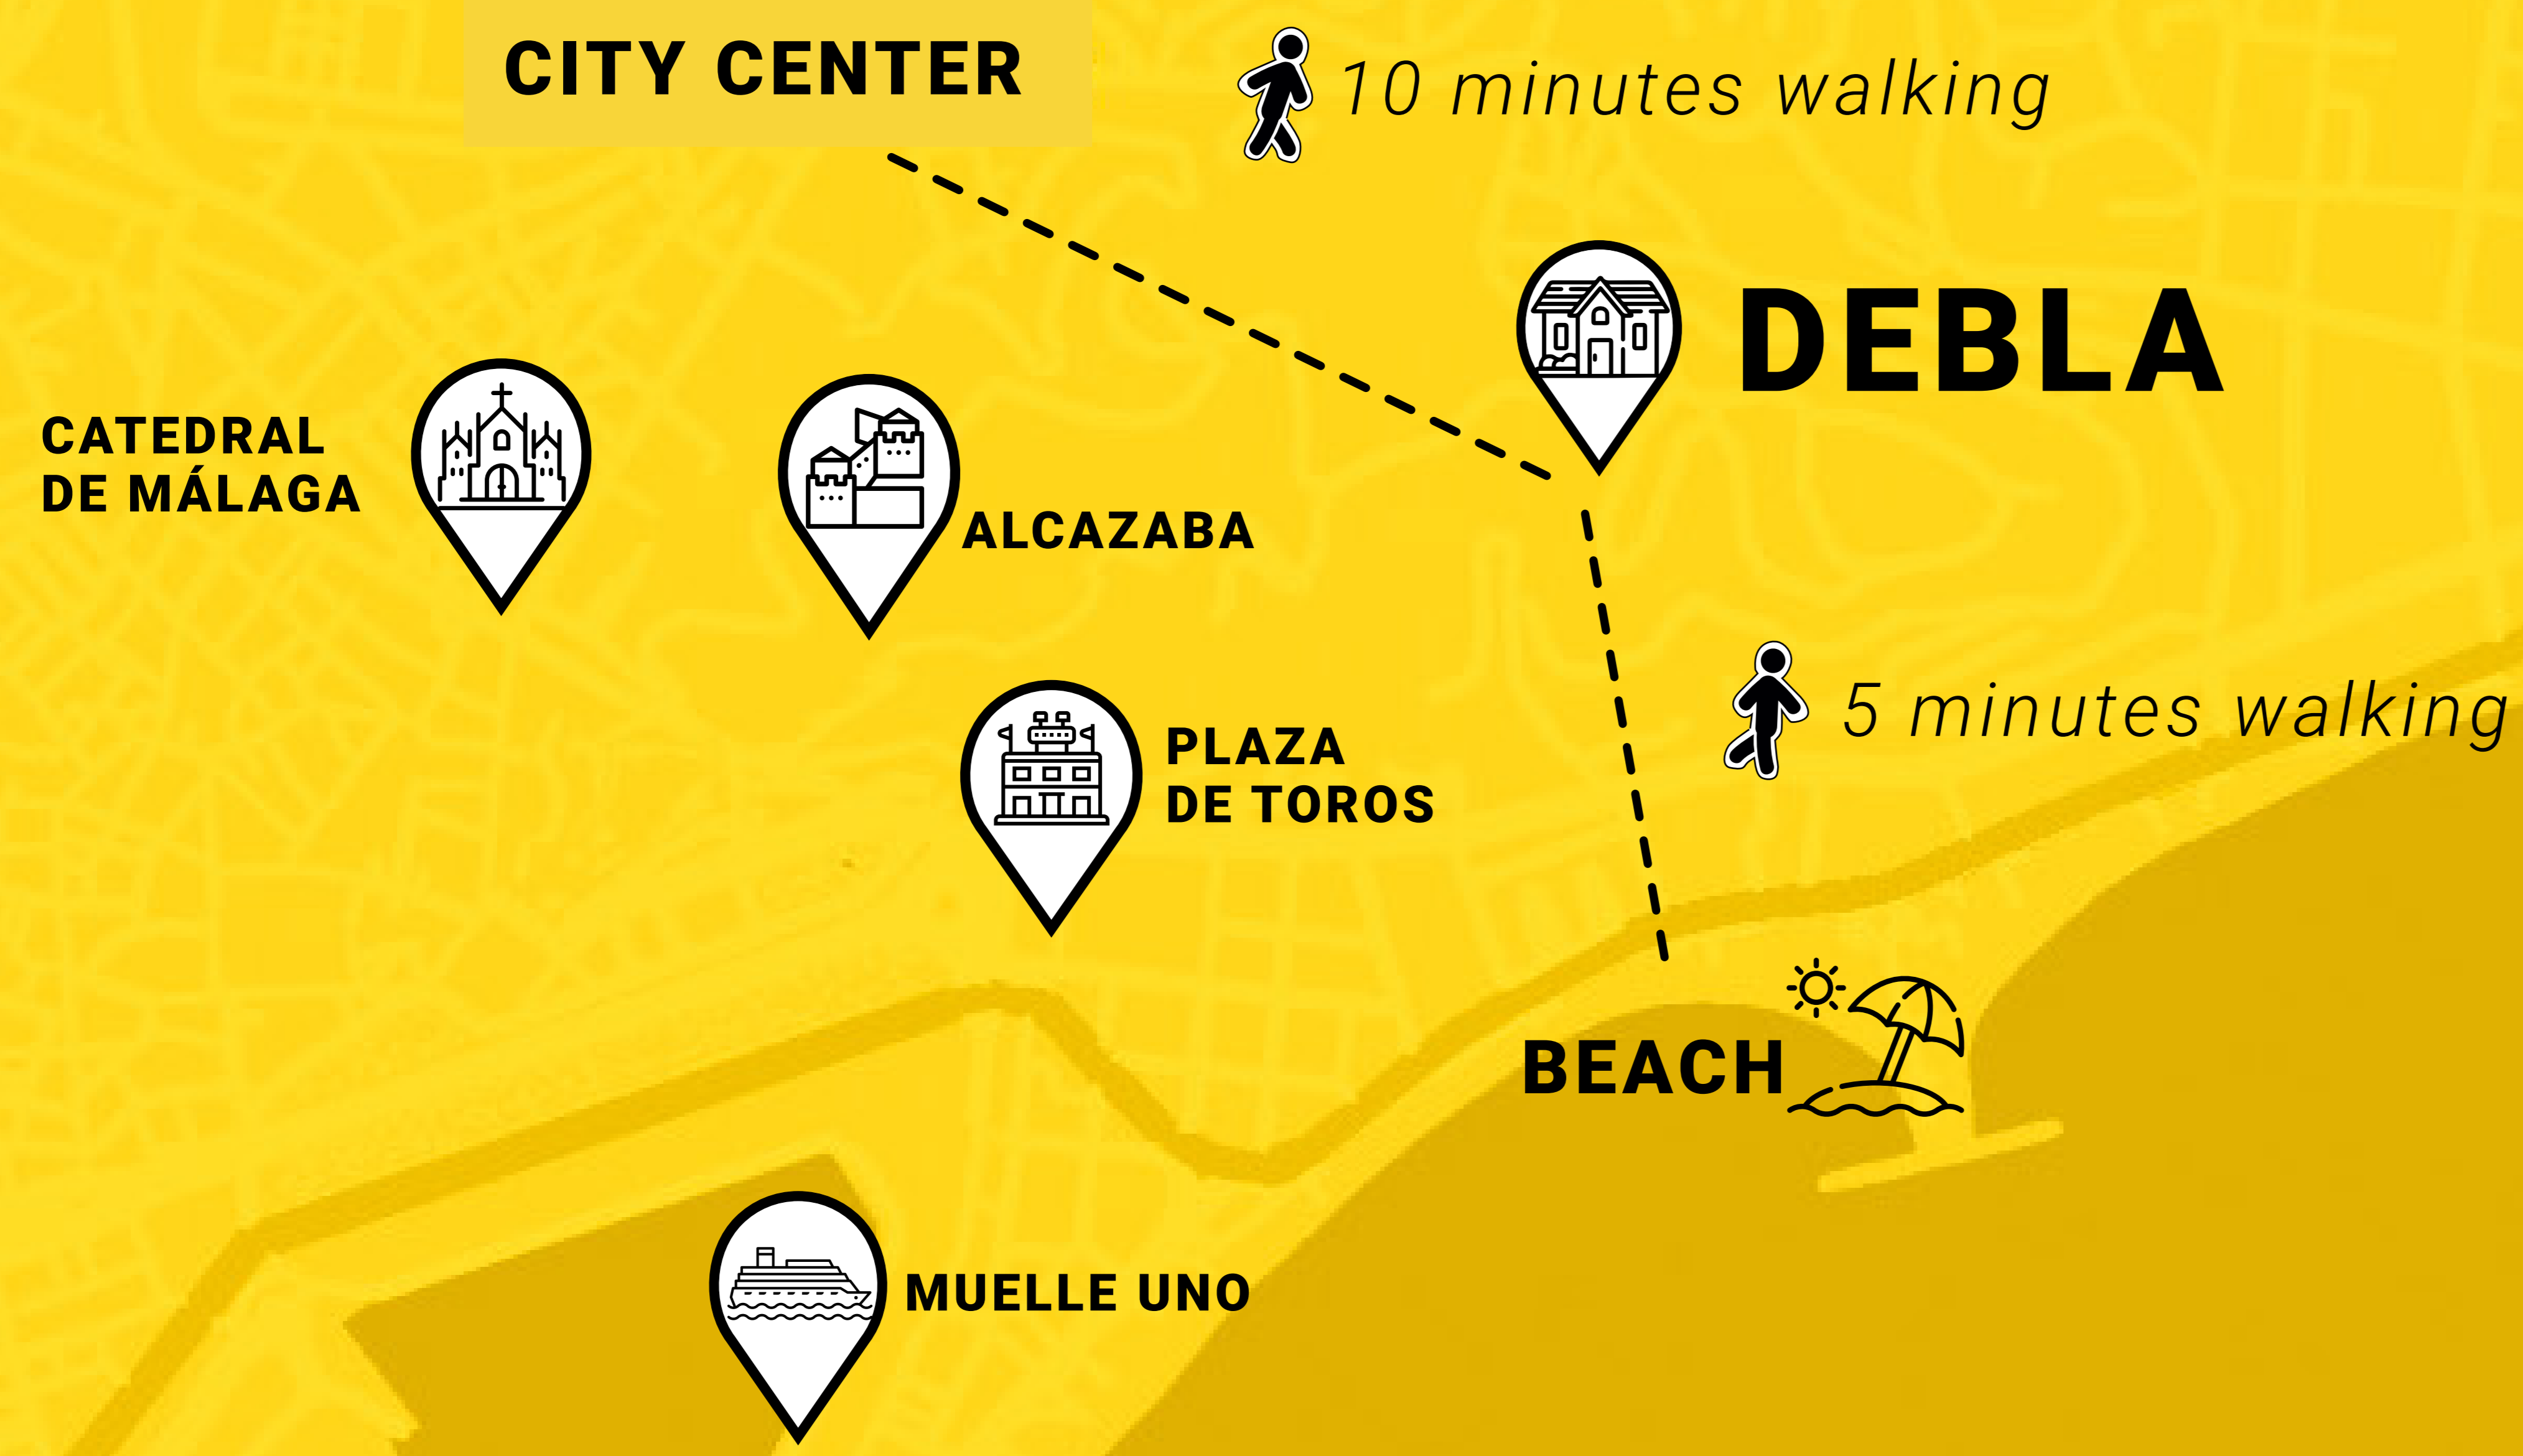 CITY CENTER
10 minutes walking
DEBLA
CATEDRAL
DE MÁLAGA
ALCAZABA
5 minutes walking
PLAZA
DE TOROS
BEACH
MUELLE UNO